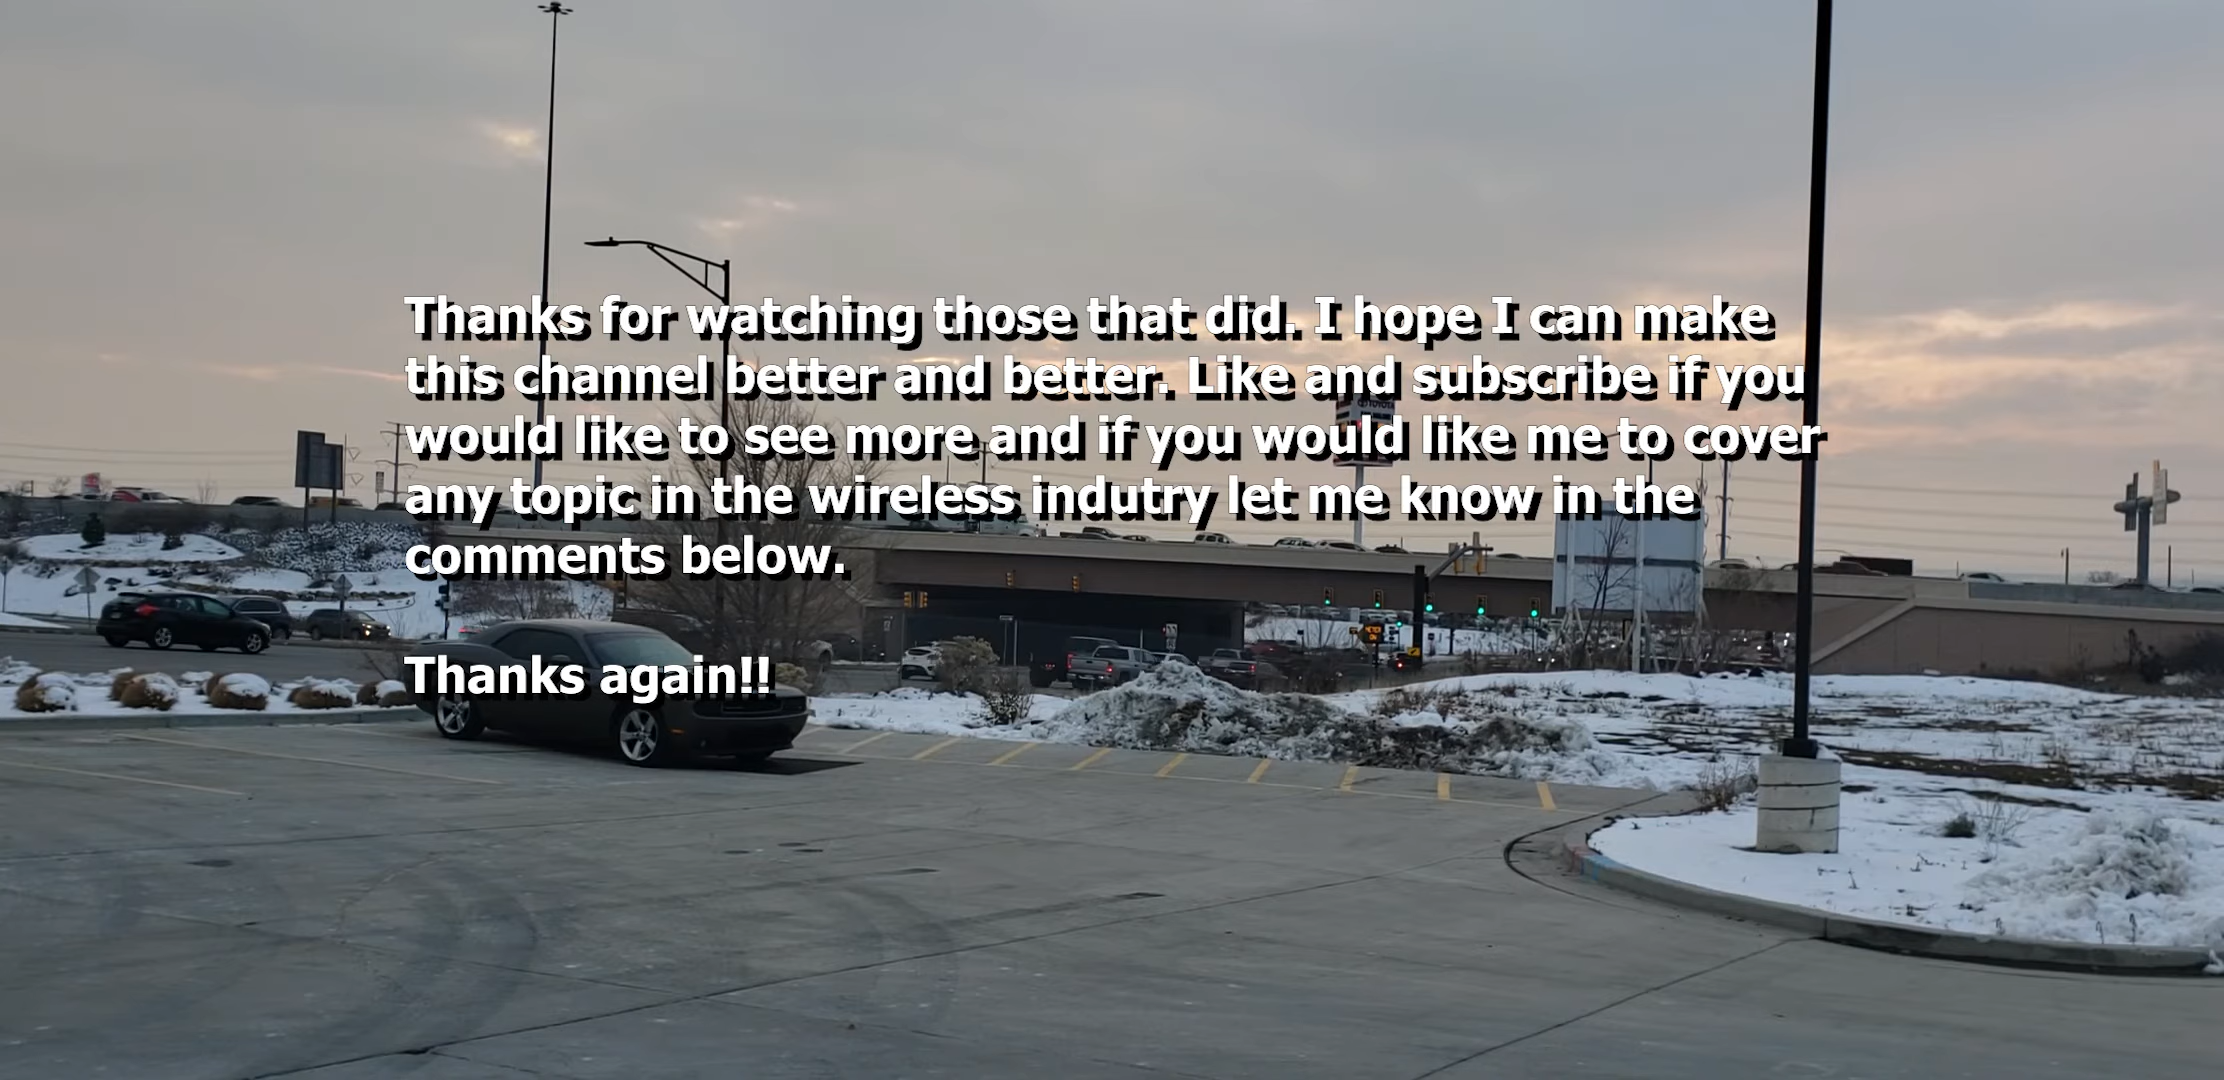 Thanks for watching those that did. I hope I can make
this channel better and better. Like and subscribe if you
would like to see more and if you would like me to cover
any topic in the wireless indutry let me know in the
comments below.
Thanks again!!
TOYOTA